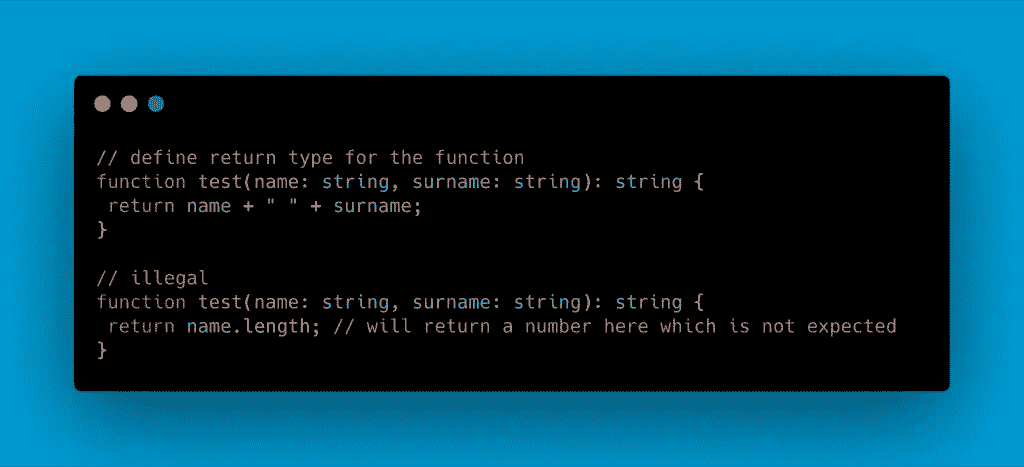 // define return type for the function
function test(name: string, surname: string): string {
 return name + " " + surname;
}

// illegal
function test(name: string, surname: string): string {
 return name.length; // will return a number here which is not expected
}